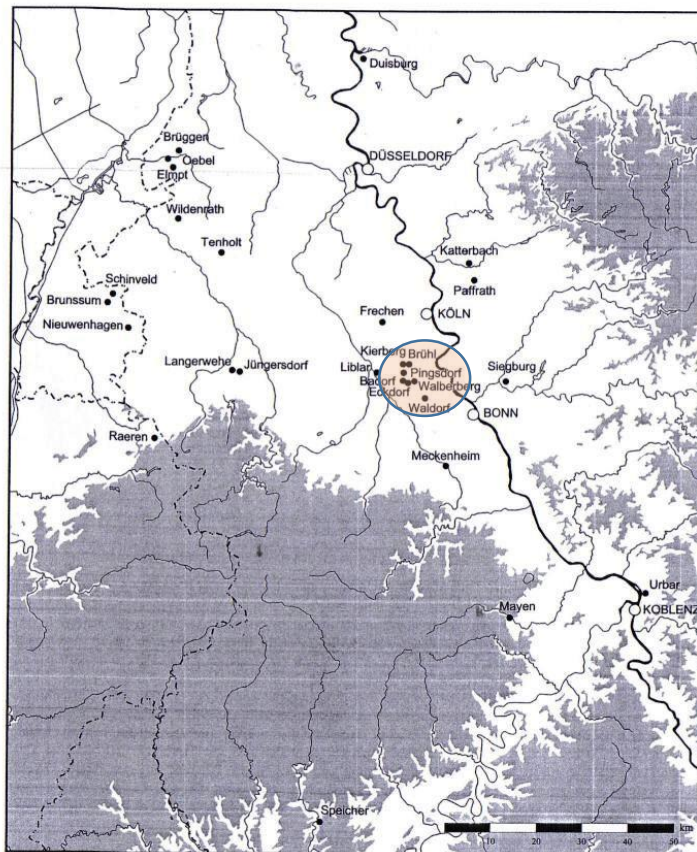 Duisburg
Brüggen
Oebel
Elmpt
DÜSSELDORF
Wildenrath
Tenholt
Katterbach
Paffrath
Schinveld
Brunssum
Nieuwenhagen
Frechen
KÖLN
Kierberg
Brühl
Langerwehe
Jüngersdorf
Liblar
Pingsdorf
Siegburg
Badorf
Walberberg
Eckdorf
Waldorf
BONN
Raeren
Meckenheim
Urbar
Mayen
KOBLENZ
Speicher
km
10 20 30 40 50